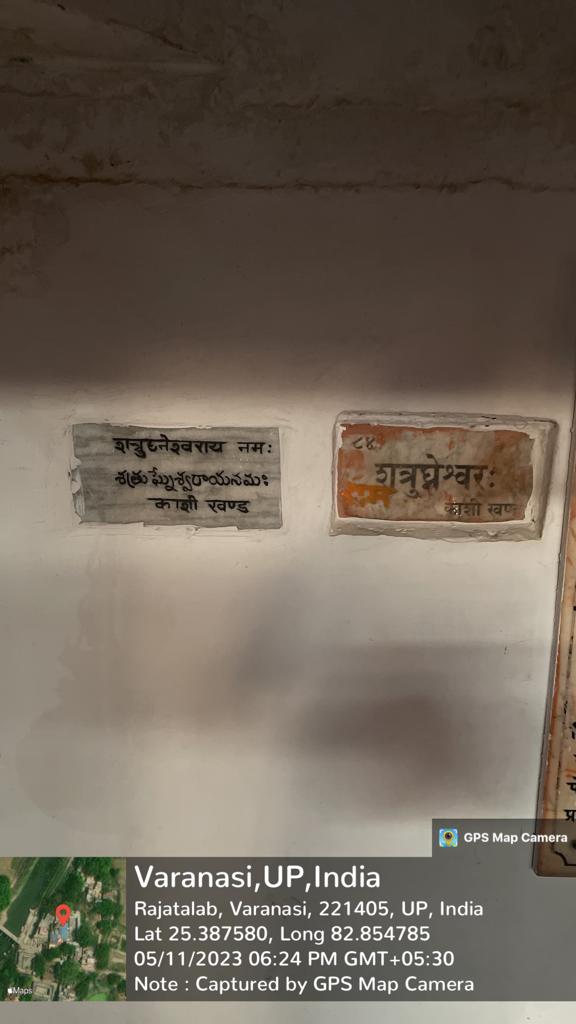 शत्रुघ्नेश्वराय नमः
శత్రుఘ్నేశ్వరాయనమః
काशी खण्ड
८४
शत्रुघ्नेश्वरः
काशी खण्ड
GPS Map Camera
Varanasi,UP,India
Rajatalab, Varanasi, 221405, UP, India
Lat 25.387580, Long 82.854785
05/11/2023 06:24 PM GMT+05:30
Note : Captured by GPS Map Camera
Maps